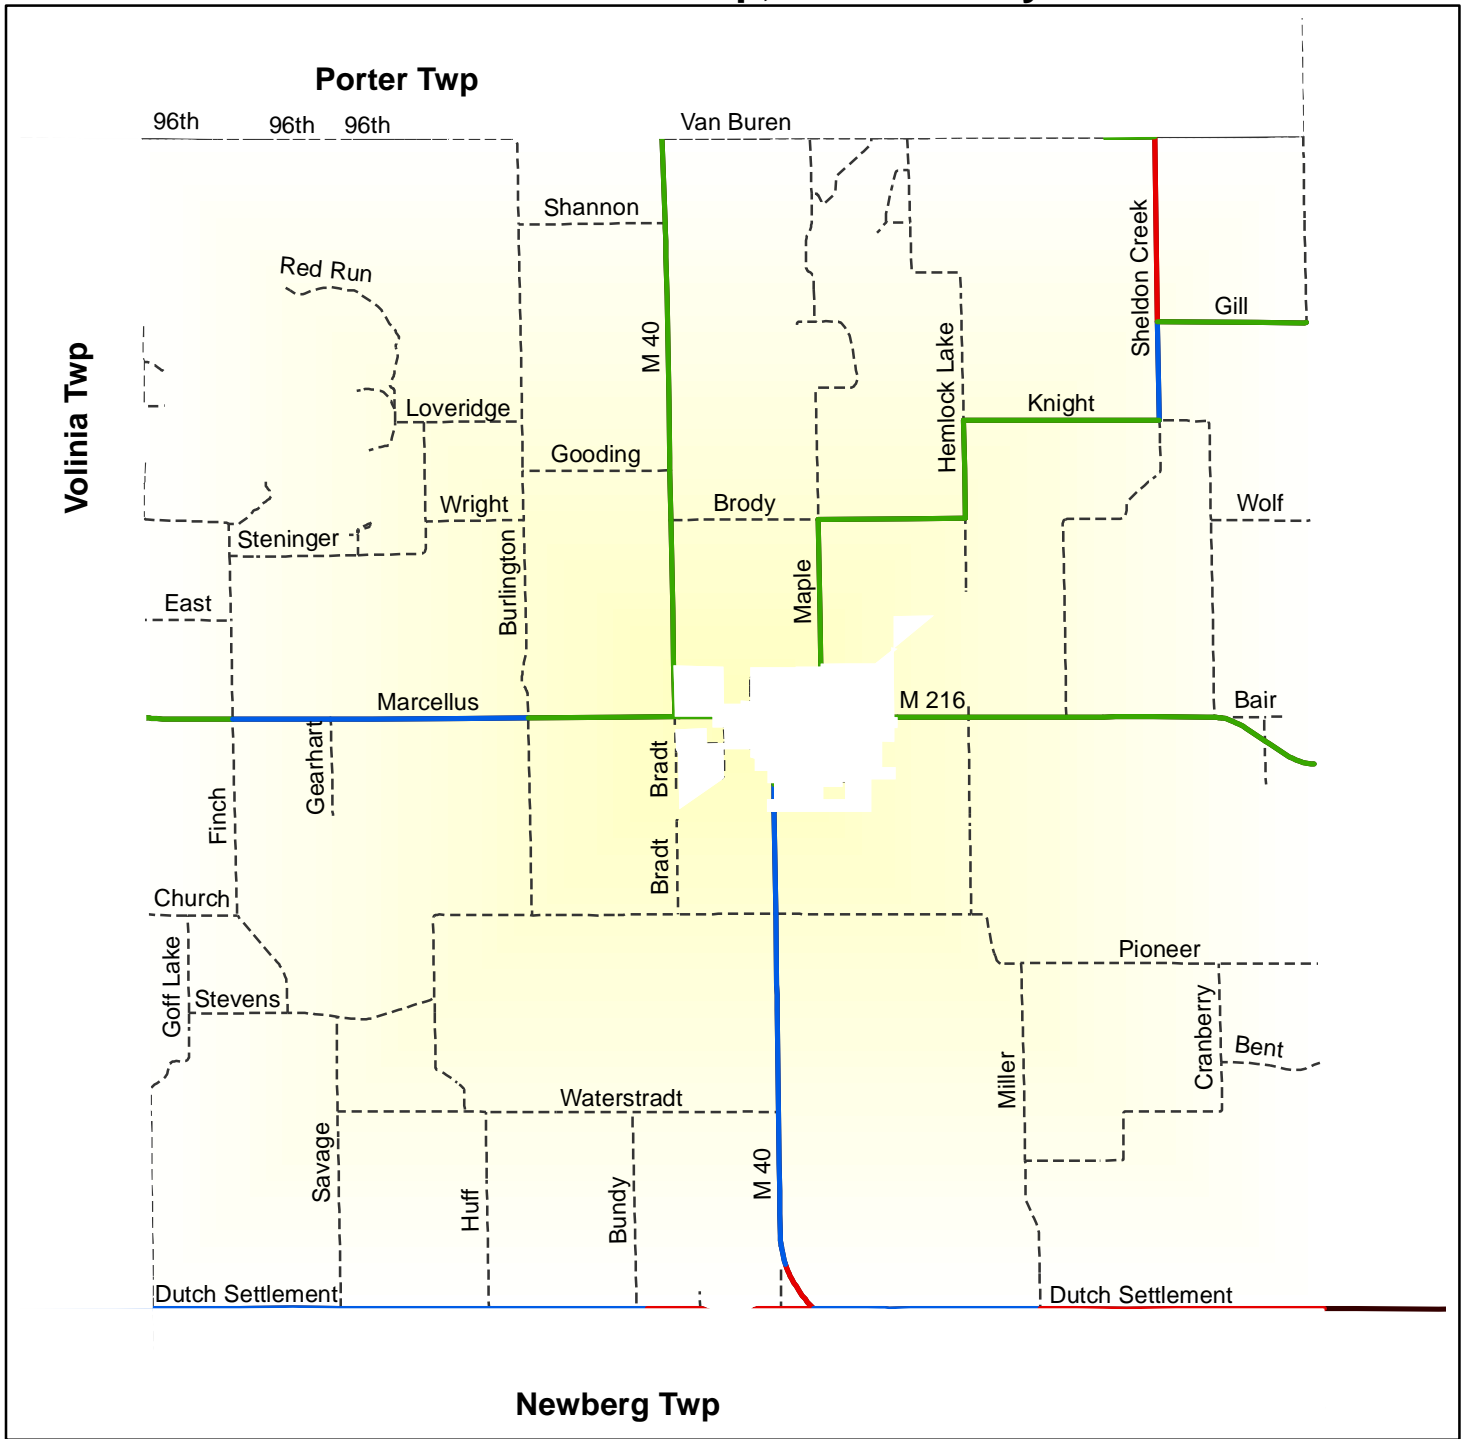 Porter Twp
96th
96th
96th
Van Buren
Shannon
Sheldon Creek
Red Run
Gill
M 40
Hemlock Lake
Volinia Twp
Loveridge
Knight
Gooding
Wright
Brody
Wolf
Steninger
Burlington
Maple
East
Marcellus
M 216
Bair
Gearhart
Bradt
Finch
Bradt
Church
Goff Lake
Pioneer
Stevens
Cranberry
Bent
Miller
Waterstradt
Savage
Huff
Bundy
M 40
Dutch Settlement
Dutch Settlement
Newberg Twp